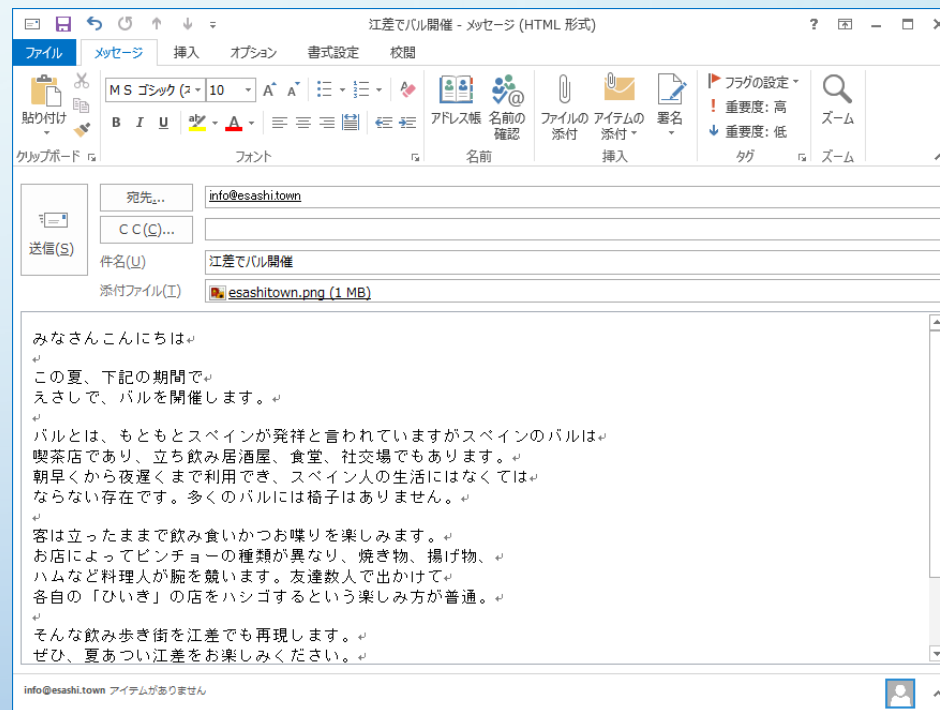 江差でバル開催 - メッセージ (HTML 形式)
ファイル メッセージ 挿入 オプション 書式設定 校閲
貼り付け
クリップボード
ＭＳ ゴシック (ス 10
B I U
フォント
アドレス帳 名前の確認
名前
ファイルの添付 アイテムの添付 署名
挿入
フラグの設定
重要度: 高
重要度: 低
タグ
ズーム
ズーム
送信(S)
宛先... info@esashi.town
ＣＣ(C)...
件名(U) 江差でバル開催
添付ファイル(T) esashitown.png (1 MB)
みなさんこんにちは
この夏、下記の期間で
えさしで、バルを開催します。
バルとは、もともとスペインが発祥と言われていますがスペインのバルは
喫茶店であり、立ち飲み居酒屋、食堂、社交場でもあります。
朝早くから夜遅くまで利用でき、スペイン人の生活にはなくては
ならない存在です。多くのバルには椅子はありません。
客は立ったままで飲み食いかつお喋りを楽しみます。
お店によってピンチョーの種類が異なり、焼き物、揚げ物、
ハムなど料理人が腕を競います。友達数人で出かけて
各自の「ひいき」の店をハシゴするという楽しみ方が普通。
そんな飲み歩き街を江差でも再現します。
ぜひ、夏あつい江差をお楽しみください。
info@esashi.town アイテムがありません